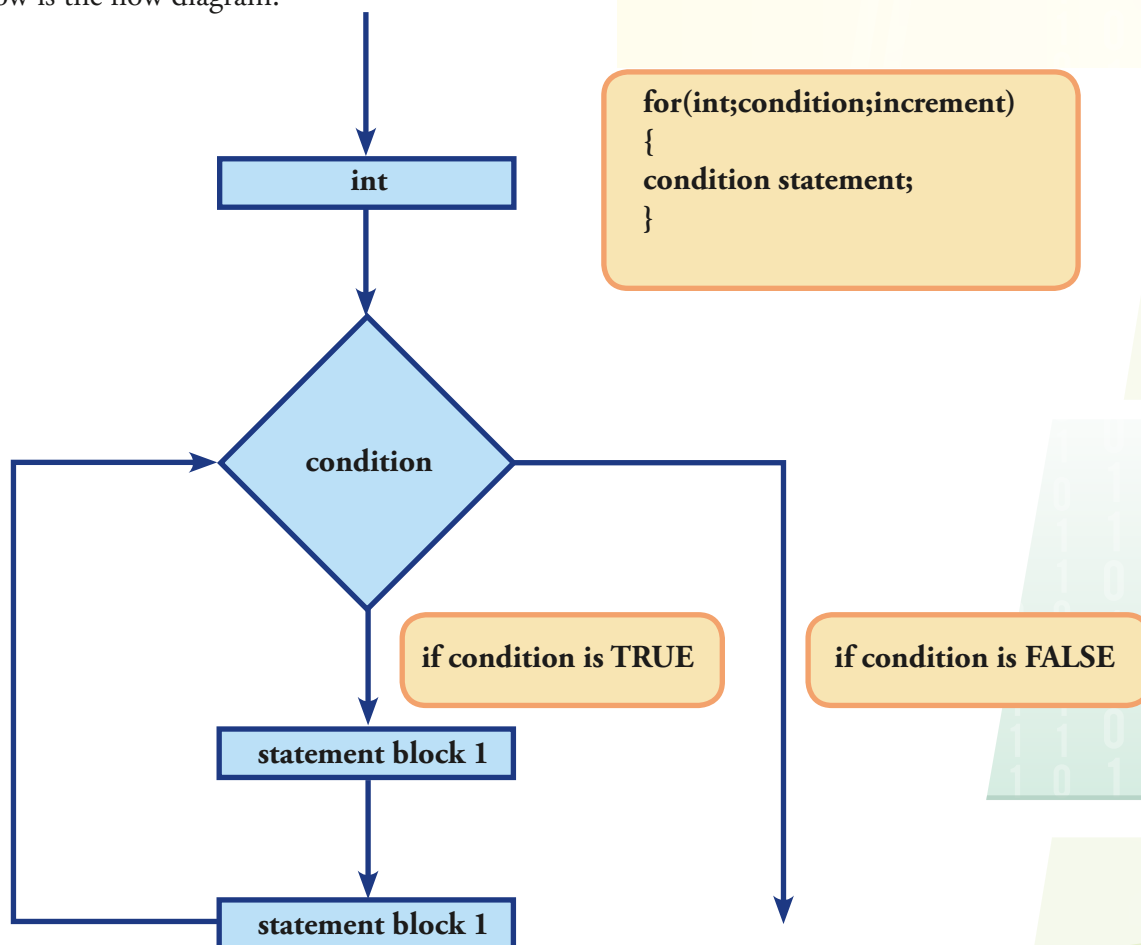 ow is the flow diagram:
for(int;condition;increment)
{
condition statement;
}
int
condition
if condition is TRUE
if condition is FALSE
statement block 1
statement block 1